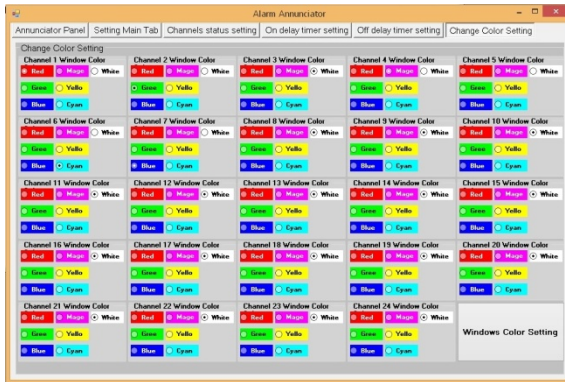 Alarm Annunciator
Annunciator Panel Setting Main Tab Channels status setting On delay timer setting Off delay timer setting Change Color Setting
Change Color Setting
Channel 1 Window Color Channel 2 Window Color Channel 3 Window Color Channel 4 Window Color Channel 5 Window Color
Red Mage White Red Mage White Red Mage White Red Mage White Red Mage White
Gree Yello Gree Yello Gree Yello Gree Yello Gree Yello
Blue Cyan Blue Cyan Blue Cyan Blue Cyan Blue Cyan
Channel 6 Window Color Channel 7 Window Color Channel 8 Window Color Channel 9 Window Color Channel 10 Window Color
Red Mage White Red Mage White Red Mage White Red Mage White Red Mage White
Gree Yello Gree Yello Gree Yello Gree Yello Gree Yello
Blue Cyan Blue Cyan Blue Cyan Blue Cyan Blue Cyan
Channel 11 Window Color Channel 12 Window Color Channel 13 Window Color Channel 14 Window Color Channel 15 Window Color
Red Mage White Red Mage White Red Mage White Red Mage White Red Mage White
Gree Yello Gree Yello Gree Yello Gree Yello Gree Yello
Blue Cyan Blue Cyan Blue Cyan Blue Cyan Blue Cyan
Channel 16 Window Color Channel 17 Window Color Channel 18 Window Color Channel 19 Window Color Channel 20 Window Color
Red Mage White Red Mage White Red Mage White Red Mage White Red Mage White
Gree Yello Gree Yello Gree Yello Gree Yello Gree Yello
Blue Cyan Blue Cyan Blue Cyan Blue Cyan Blue Cyan
Channel 21 Window Color Channel 22 Window Color Channel 23 Window Color Channel 24 Window Color
Red Mage White Red Mage White Red Mage White Red Mage White
Gree Yello Gree Yello Gree Yello Gree Yello Windows Color Setting
Blue Cyan Blue Cyan Blue Cyan Blue Cyan